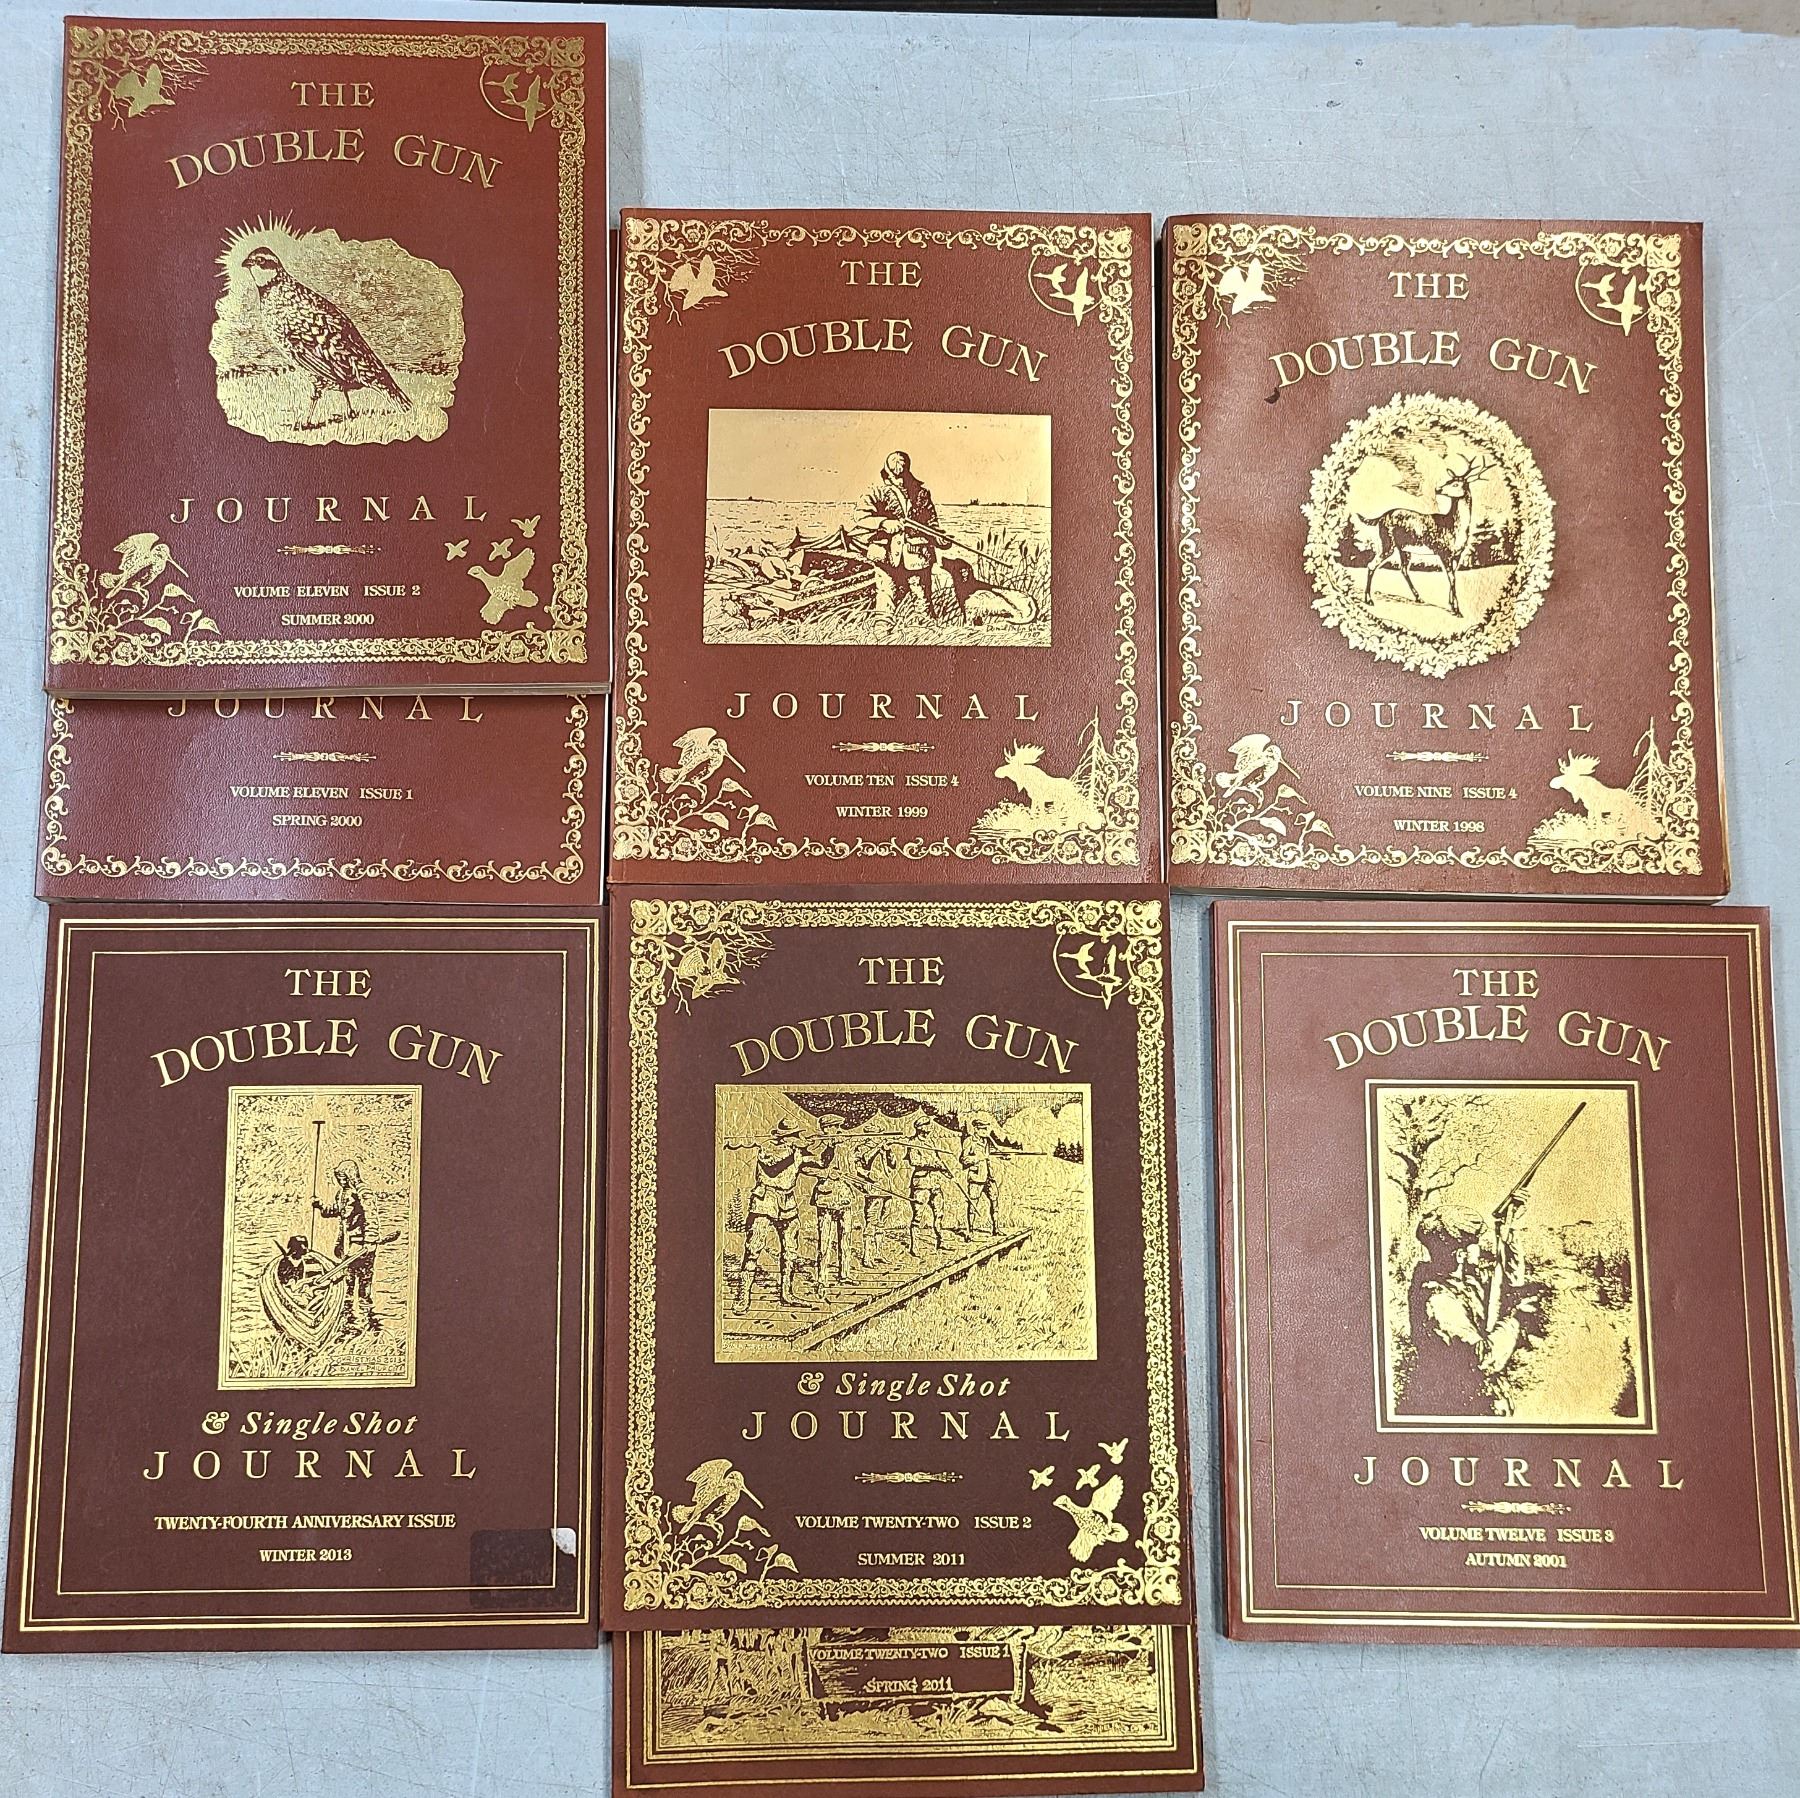 THE
DOUBLE GUN
JOURNAL
VOLUME ELEVEN ISSUE 2
SUMMER 2000
JOURNAL
VOLUME ELEVEN ISSUE 1
SPRING 2000
THE
DOUBLE GUN
JOURNAL
VOLUME TEN ISSUE 4
WINTER 1999
THE
DOUBLE GUN
JOURNAL
VOLUME NINE ISSUE 4
WINTER 1998
THE
DOUBLE GUN
& Single Shot
JOURNAL
TWENTY-FOURTH ANNIVERSARY ISSUE
WINTER 2013
THE
DOUBLE GUN
& Single Shot
JOURNAL
VOLUME TWENTY-TWO ISSUE 2
SUMMER 2011
VOLUME TWENTY-TWO ISSUE 1
SPRING 2011
THE
DOUBLE GUN
JOURNAL
VOLUME TWELVE ISSUE 3
AUTUMN 2001